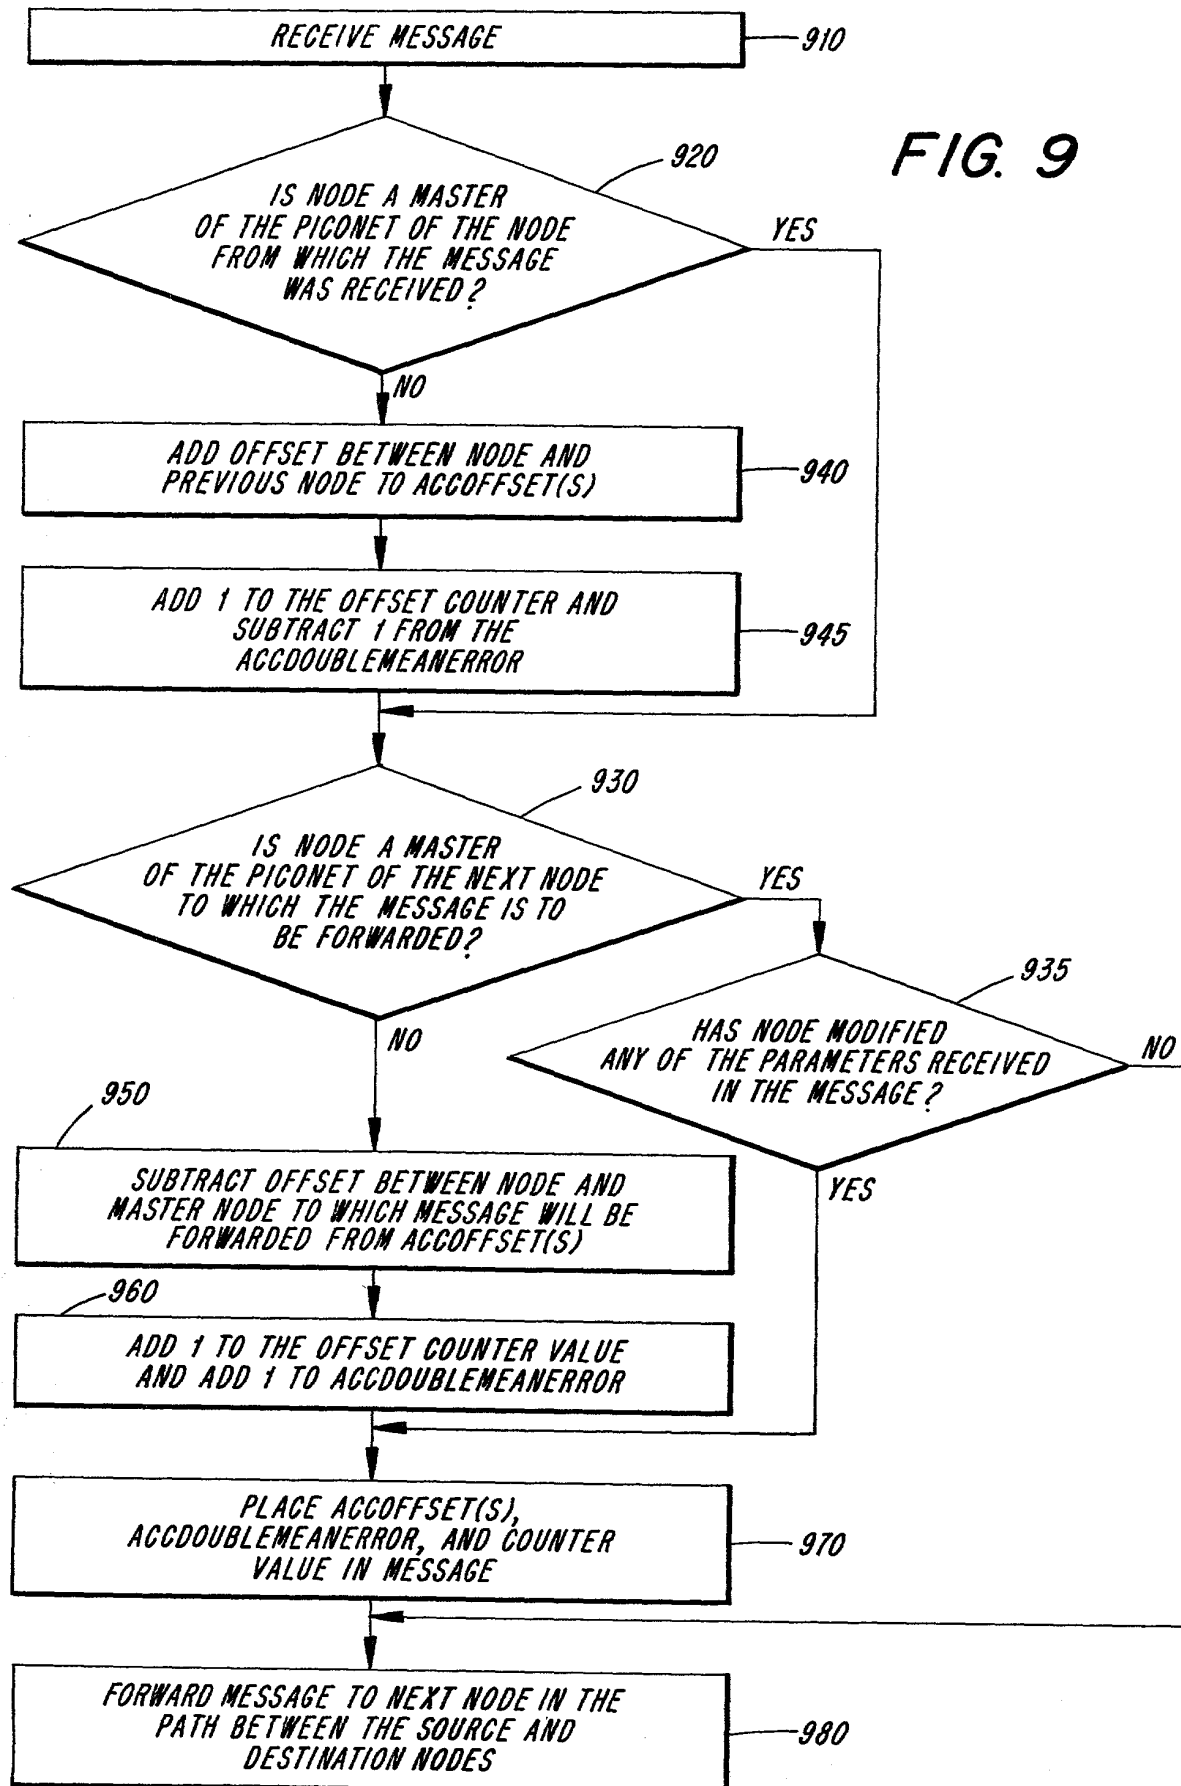 RECEIVE MESSAGE
910
FIG. 9
920
IS NODE A MASTER
OF THE PICONET OF THE NODE
FROM WHICH THE MESSAGE
WAS RECEIVED?
YES
NO
ADD OFFSET BETWEEN NODE AND
PREVIOUS NODE TO ACCOFFSET(S)
940
ADD 1 TO THE OFFSET COUNTER AND
SUBTRACT 1 FROM THE
ACCDOUBLEMEANERROR
945
930
IS NODE A MASTER
OF THE PICONET OF THE NEXT NODE
TO WHICH THE MESSAGE IS TO
BE FORWARDED?
YES
NO
935
HAS NODE MODIFIED
ANY OF THE PARAMETERS RECEIVED
IN THE MESSAGE?
NO
YES
950
SUBTRACT OFFSET BETWEEN NODE AND
MASTER NODE TO WHICH MESSAGE WILL BE
FORWARDED FROM ACCOFFSET(S)
960
ADD 1 TO THE OFFSET COUNTER VALUE
AND ADD 1 TO ACCDOUBLEMEANERROR
PLACE ACCOFFSET(S),
ACCDOUBLEMEANERROR, AND COUNTER
VALUE IN MESSAGE
970
FORWARD MESSAGE TO NEXT NODE IN THE
PATH BETWEEN THE SOURCE AND
DESTINATION NODES
980